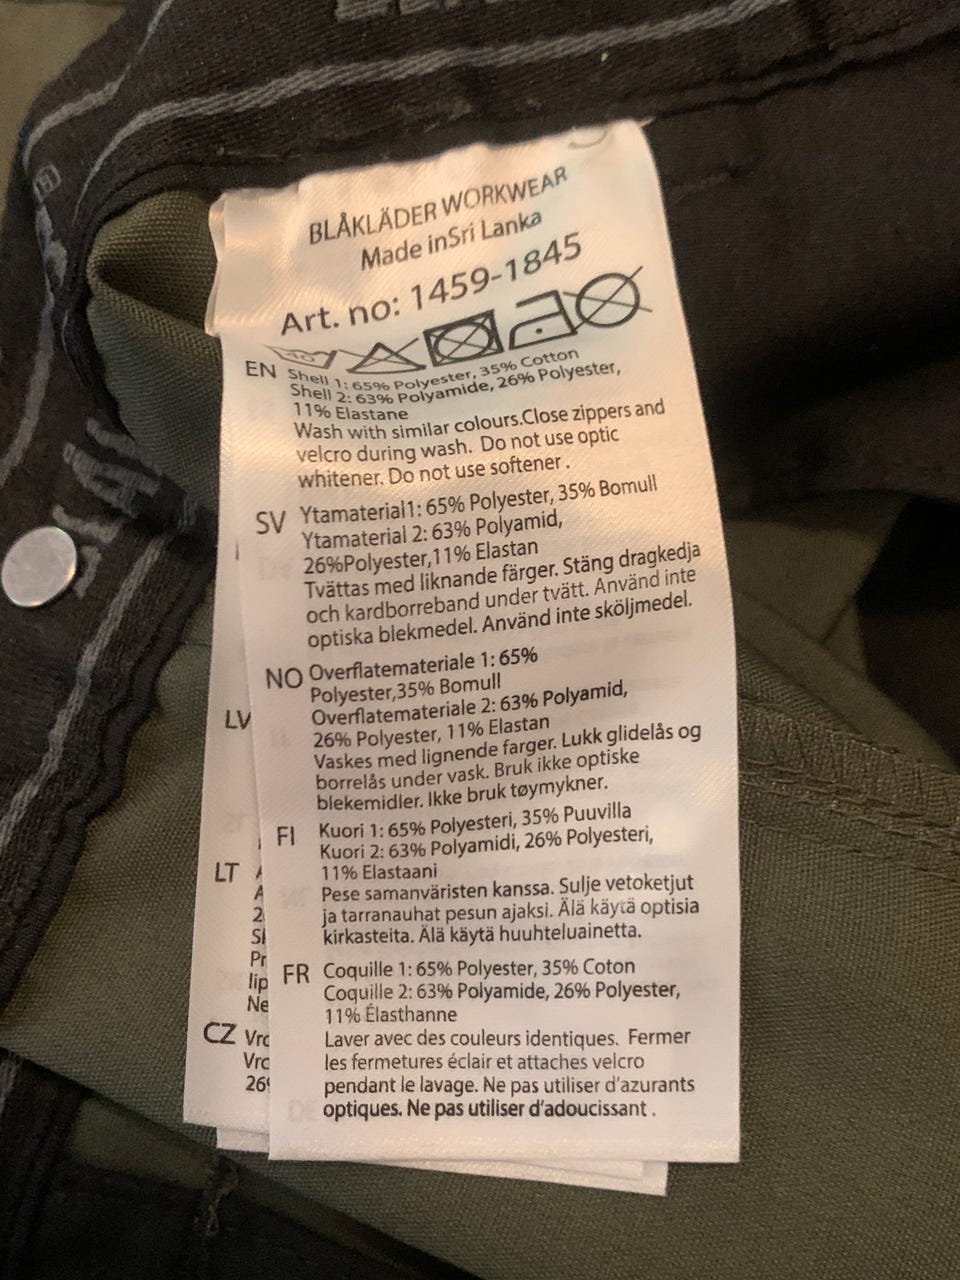 BLÅKLÄDER WORKWEAR
Made inSri Lanka
Art. no: 1459-1845
40
EN Shell 1: 65% Polyester, 35% Cotton
Shell 2: 63% Polyamide, 26% Polyester,
11% Elastane
Wash with similar colours.Close zippers and
velcro during wash. Do not use optic
whitener. Do not use softener .
SV Ytamaterial1: 65% Polyester, 35% Bomull
Ytamaterial 2: 63% Polyamid,
26%Polyester,11% Elastan
Tvättas med liknande färger. Stäng dragkedja
och kardborreband under tvätt. Använd inte
optiska blekmedel. Använd inte sköljmedel.
NO Overflatemateriale 1: 65%
Polyester,35% Bomull
Overflatemateriale 2: 63% Polyamid,
26% Polyester, 11% Elastan
Vaskes med lignende farger. Lukk glidelås og
borrelås under vask. Bruk ikke optiske
blekemidler. Ikke bruk tøymykner.
FI Kuori 1: 65% Polyesteri, 35% Puuvilla
Kuori 2: 63% Polyamidi, 26% Polyesteri,
11% Elastaani
Pese samanväristen kanssa. Sulje vetoketjut
ja tarranauhat pesun ajaksi. Älä käytä optisia
kirkasteita. Älä käytä huuhteluainetta.
FR Coquille 1: 65% Polyester, 35% Coton
Coquille 2: 63% Polyamide, 26% Polyester,
11% Élasthanne
Laver avec des couleurs identiques. Fermer
les fermetures éclair et attaches velcro
pendant le lavage. Ne pas utiliser d'azurants
optiques. Ne pas utiliser d'adoucissant .
LV
LT
A
2
Sl
Pr
lip
Ne
CZ Vrc
Vrc
26